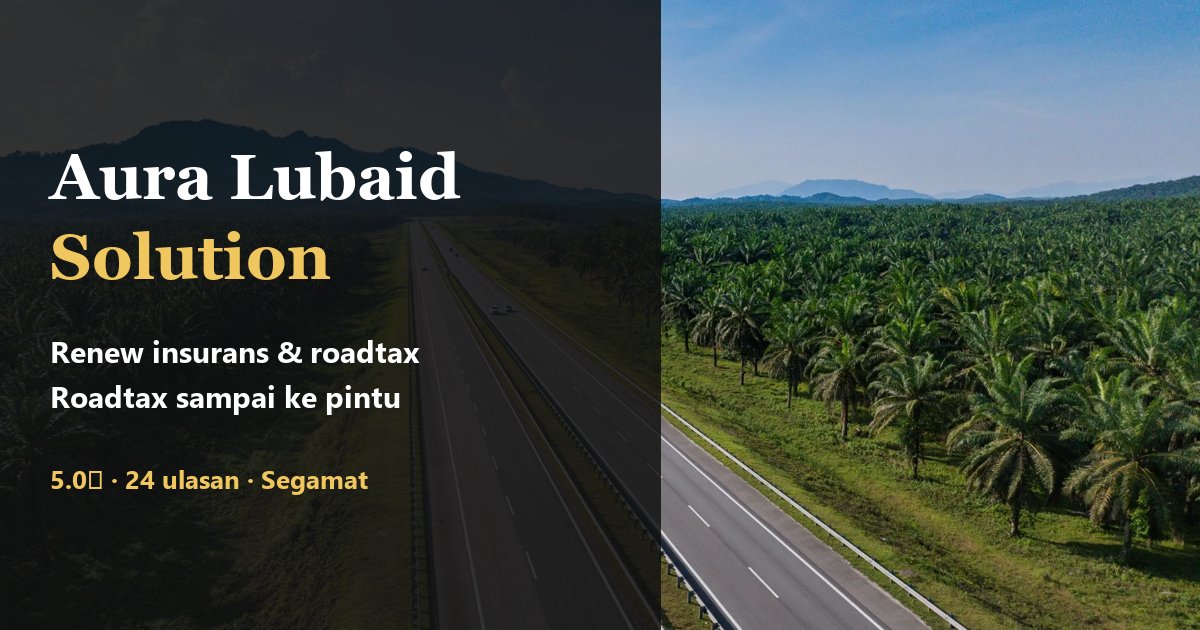 Aura Lubaid
Solution
Renew insurans & roadtax
Roadtax sampai ke pintu
5.0▯ · 24 ulasan · Segamat